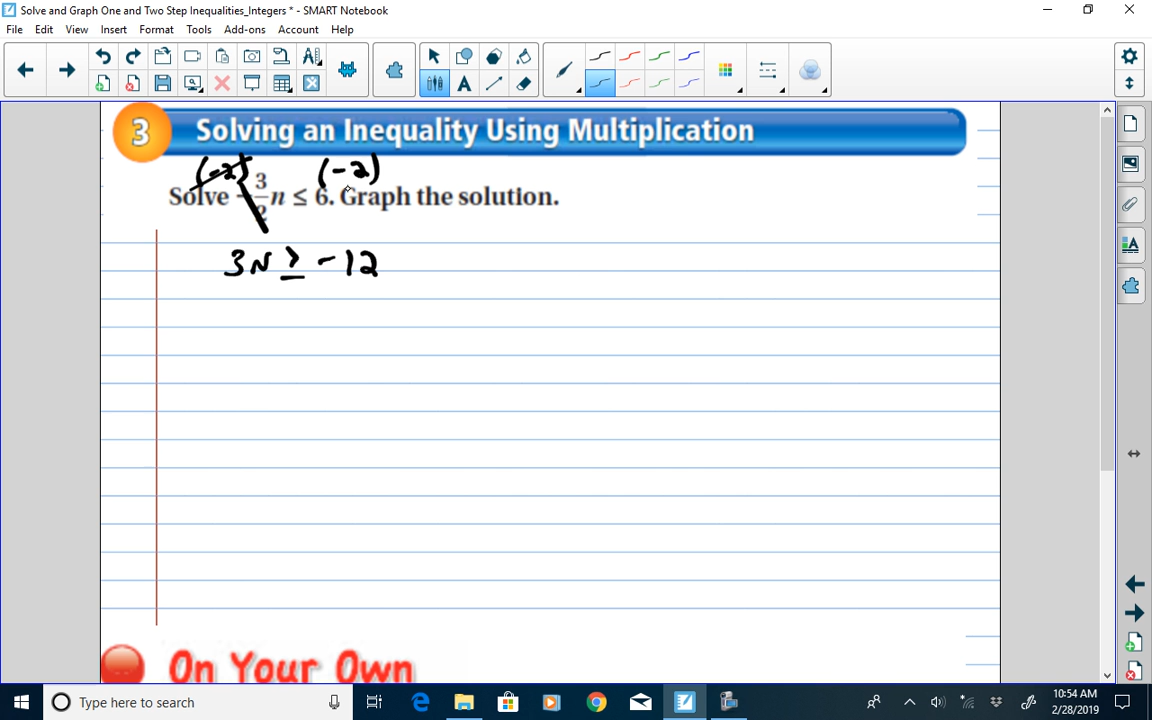 Solve and Graph One and Two Step Inequalities_Integers * - SMART Notebook
File Edit View Insert Format Tools Add-ons Account Help
3 Solving an Inequality Using Multiplication
(-2) (-2)
Solve -3/2 n ≤ 6. Graph the solution.
3N ≥ -12
On Your Own
Type here to search
10:54 AM
2/28/2019